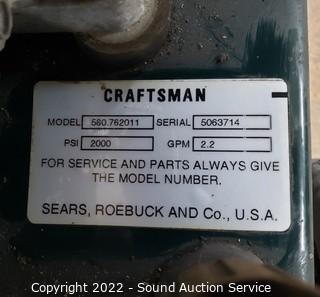 CRAFTSMAN
MODEL 580.762011 SERIAL 5063714
PSI 2000 GPM 2.2
FOR SERVICE AND PARTS ALWAYS GIVE
THE MODEL NUMBER.
SEARS, ROEBUCK AND Co., U.S.A.
Copyright © 2022 - Sound Auction Service